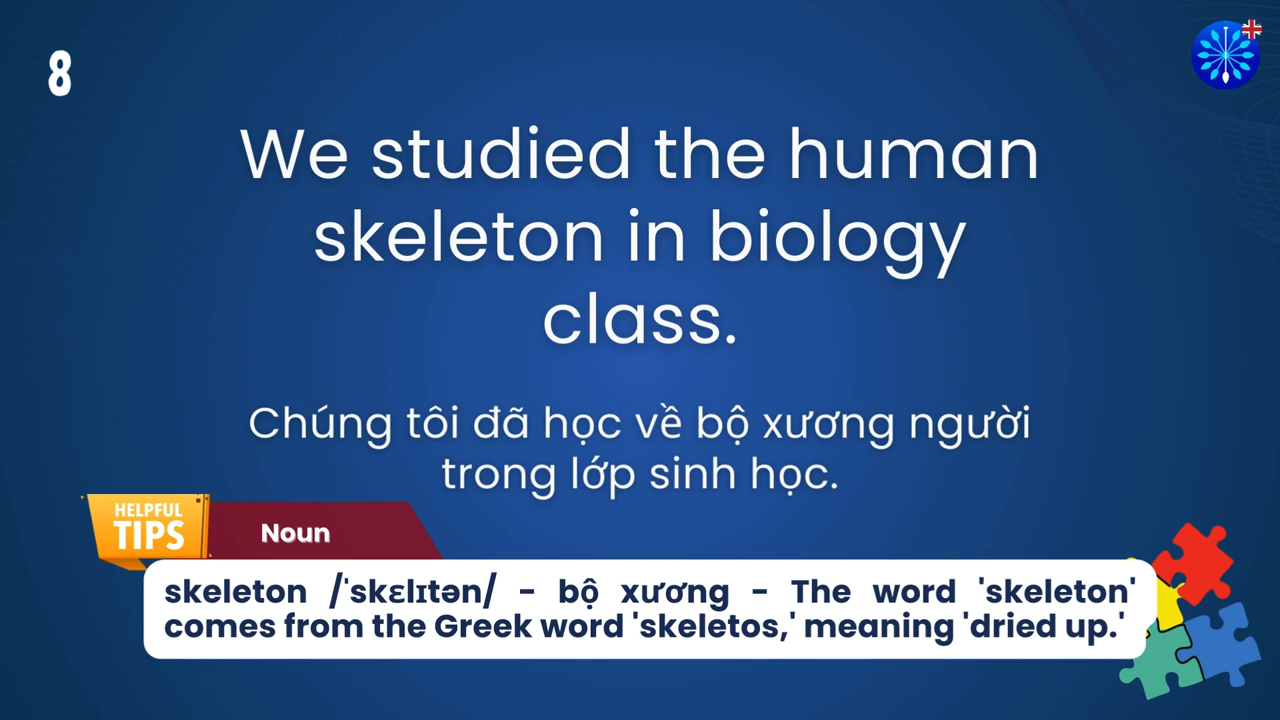 8
We studied the human
skeleton in biology
class.
Chúng tôi đã học về bộ xương người
trong lớp sinh học.
HELPFUL
TIPS
Noun
skeleton /ˈskɛlɪtən/ - bộ xương - The word 'skeleton'
comes from the Greek word 'skeletos,' meaning 'dried up.'